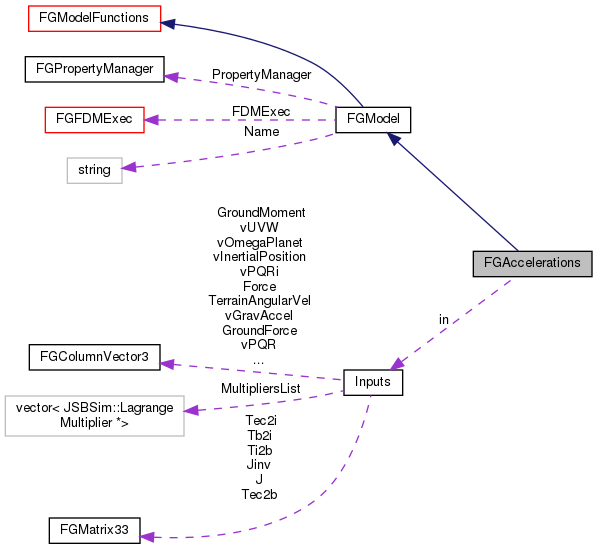 FGModelFunctions
FGPropertyManager
PropertyManager
FGFDMExec
FDMExec
FGModel
Name
string
GroundMoment
vUVW
vOmegaPlanet
vInertialPosition
vPQRi
Force
TerrainAngularVel
vGravAccel
GroundForce
vPQR
...
FGAccelerations
in
FGColumnVector3
Inputs
MultipliersList
vector< JSBSim::Lagrange
Multiplier *>
Tec2i
Tb2i
Ti2b
Jinv
J
Tec2b
FGMatrix33